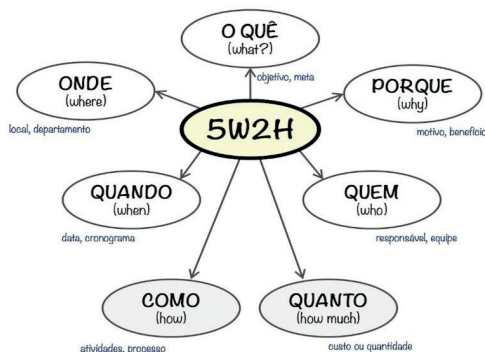 O QUÊ
(what?)
objetivo, meta
ONDE
(where)
local, departamento
PORQUE
(why)
motivo, benefício
5W2H
QUANDO
(when)
data, cronograma
QUEM
(who)
responsável, equipe
COMO
(how)
atividades, processo
QUANTO
(how much)
custo ou quantidade